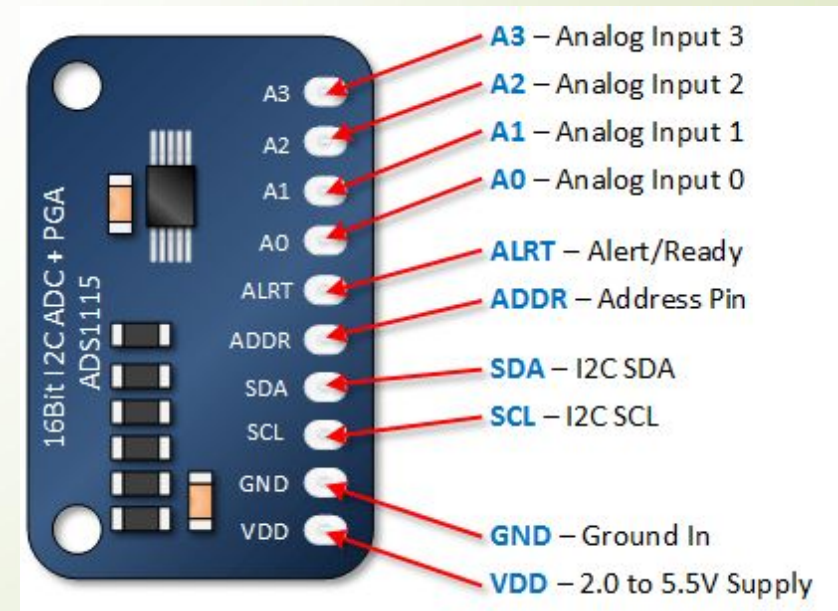 A3 – Analog Input 3
A2 – Analog Input 2
A1 – Analog Input 1
A0 – Analog Input 0
ALRT – Alert/Ready
ADDR – Address Pin
SDA – I2C SDA
SCL – I2C SCL
GND – Ground In
VDD – 2.0 to 5.5V Supply
A3
A2
A1
A0
ALRT
ADDR
SDA
SCL
GND
VDD
16Bit I2C ADC + PGA
ADS1115